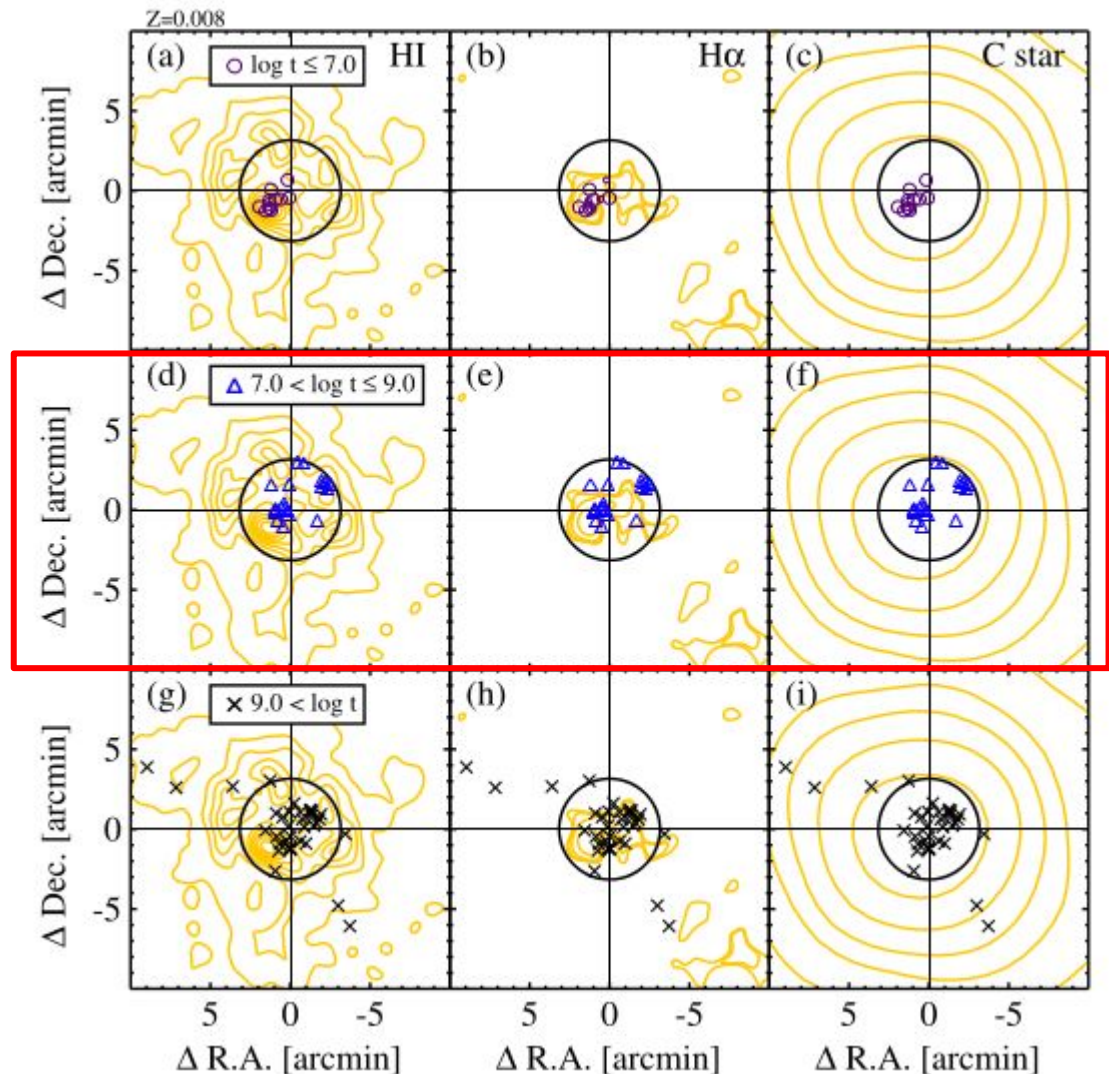 Z=0.008
(a) log t ≤ 7.0 HI
(b) Hα
(c) C star
5
0
-5
Δ Dec. [arcmin]
(d) 7.0 < log t ≤ 9.0
(e)
(f)
5
0
-5
Δ Dec. [arcmin]
(g) 9.0 < log t
(h)
(i)
5
0
-5
Δ Dec. [arcmin]
5 0 -5
5 0 -5
5 0 -5
Δ R.A. [arcmin]
Δ R.A. [arcmin]
Δ R.A. [arcmin]